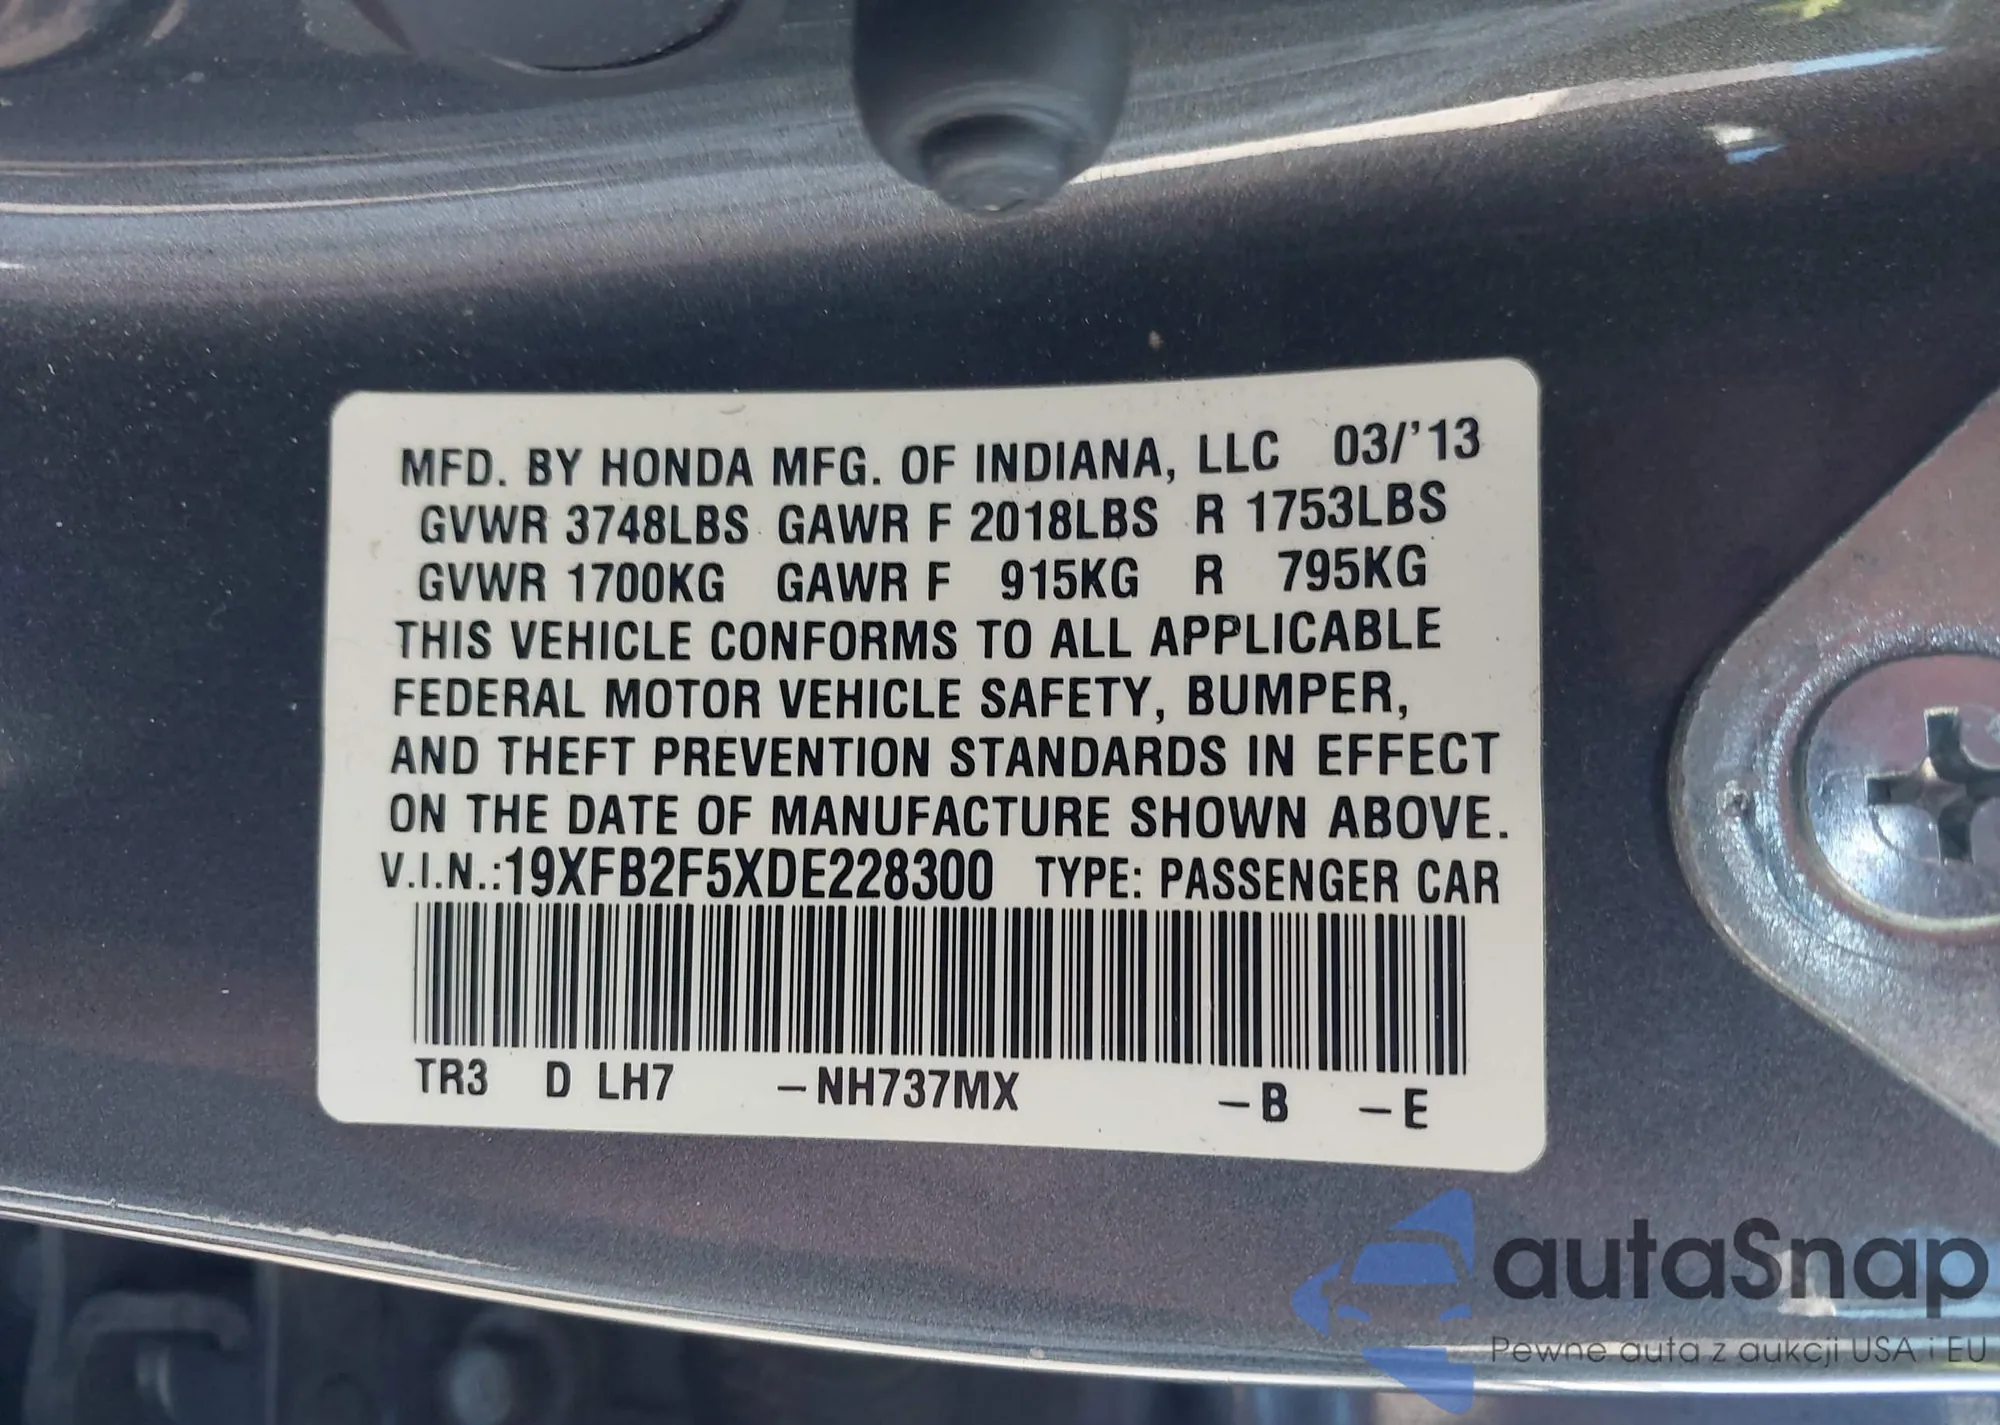 MFD. BY HONDA MFG. OF INDIANA, LLC 03/'13
GVWR 3748LBS GAWR F 2018LBS R 1753LBS
GVWR 1700KG GAWR F 915KG R 795KG
THIS VEHICLE CONFORMS TO ALL APPLICABLE
FEDERAL MOTOR VEHICLE SAFETY, BUMPER,
AND THEFT PREVENTION STANDARDS IN EFFECT
ON THE DATE OF MANUFACTURE SHOWN ABOVE.
V.I.N.:19XFB2F5XDE228300 TYPE: PASSENGER CAR
TR3 D LH7 -NH737MX -B -E
autaSnap
Pewne auta z aukcji USA i EU